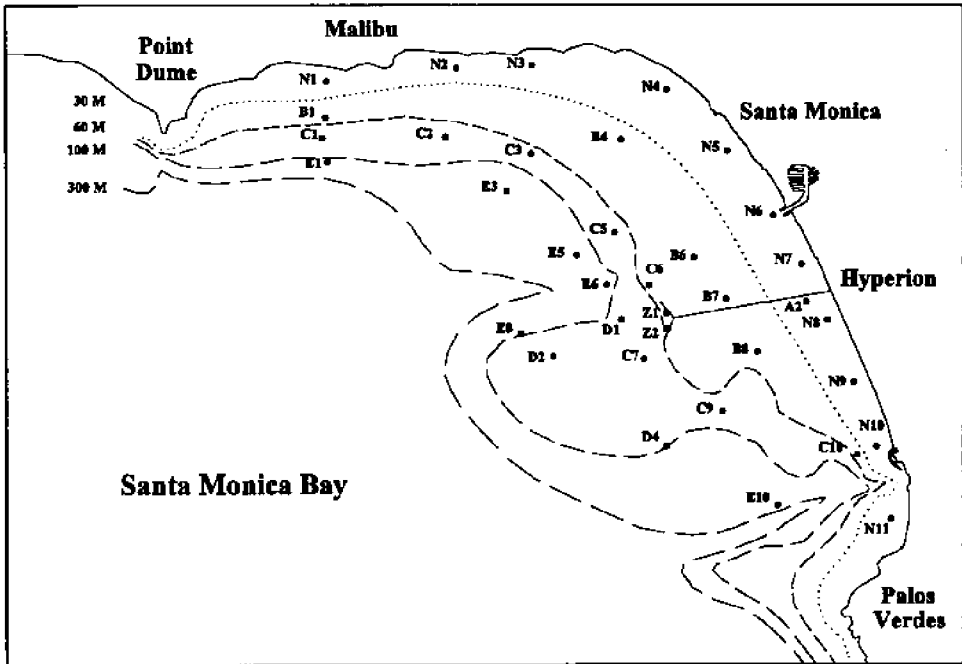 Malibu
Point
Dume
N1
N2
N3
N4
30 M
Santa Monica
B1
60 M
C1
C2
B4
100 M
C3
N5
E1
300 M
E3
N6
C5
E5
B6
N7
C6
E6
Hyperion
B7
A2
Z1
D1
N8
E8
Z2
D2
C7
B8
N9
C9
D4
N10
C10
Santa Monica Bay
E10
N11
Palos
Verdes